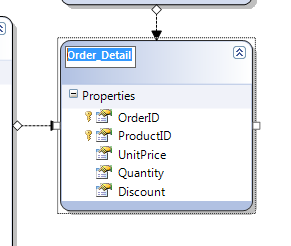 Order_Detail
Properties
OrderID
ProductID
UnitPrice
Quantity
Discount